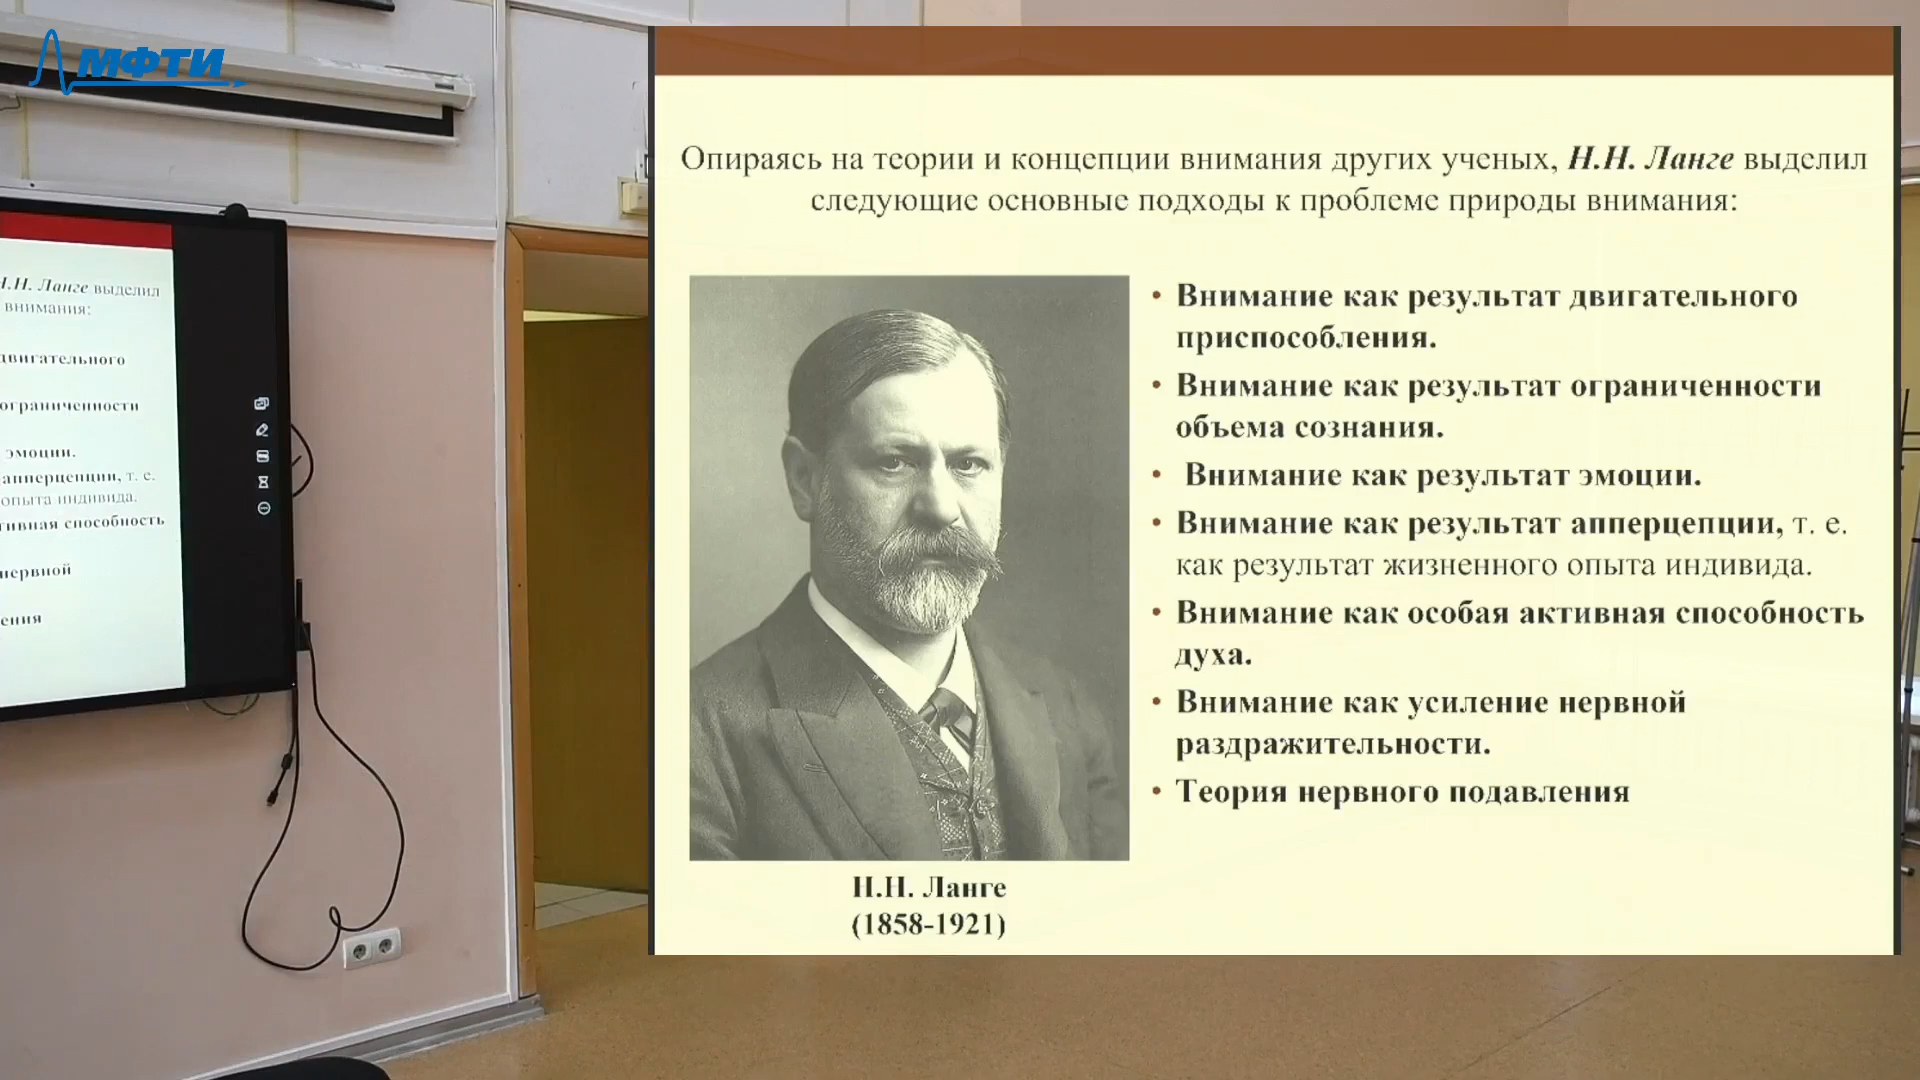 МФТИ
Опираясь на теории и концепции внимания других ученых, Н.Н. Ланге выделил
следующие основные подходы к проблеме природы внимания:
• Внимание как результат двигательного
приспособления.
• Внимание как результат ограниченности
объема сознания.
• Внимание как результат эмоции.
• Внимание как результат апперцепции, т. е.
как результат жизненного опыта индивида.
• Внимание как особая активная способность
духа.
• Внимание как усиление нервной
раздражительности.
• Теория нервного подавления
Н.Н. Ланге
(1858-1921)
Н.Н. Ланге выделил
внимания:
двигательного
ограниченности
эмоции.
апперцепции, т. е.
опыта индивида.
тивная способность
нервной
ения